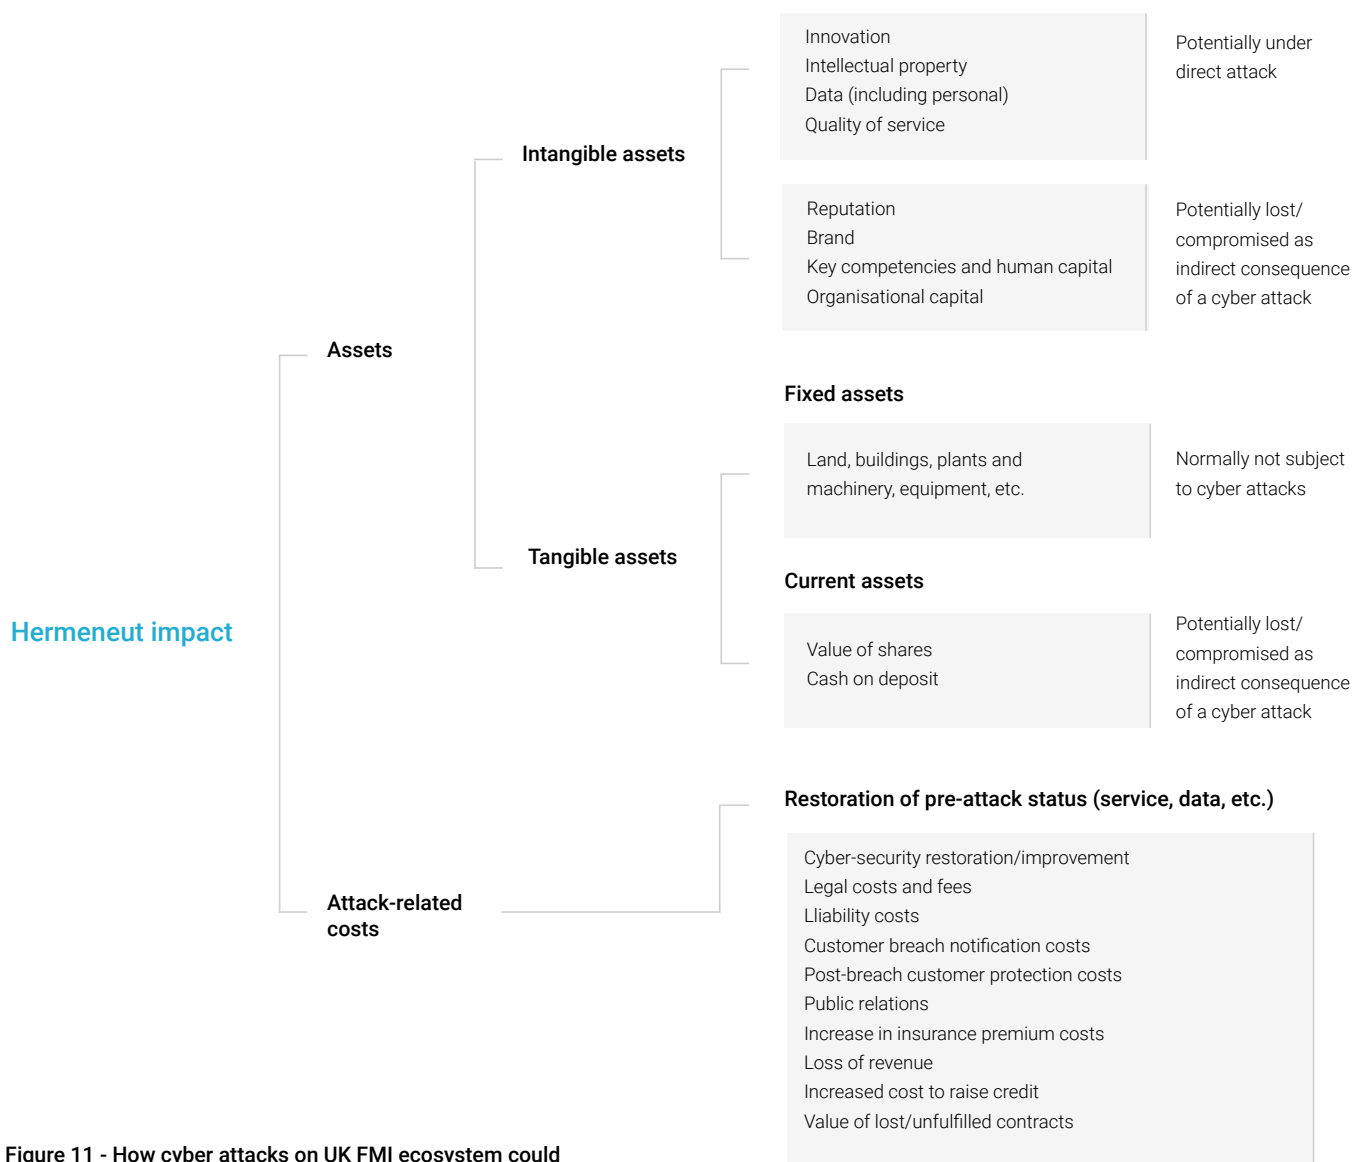 Innovation
Intellectual property
Data (including personal)
Quality of service
Potentially under
direct attack
Intangible assets
Reputation
Brand
Key competencies and human capital
Organisational capital
Potentially lost/
compromised as
indirect consequence
of a cyber attack
Assets
Fixed assets
Land, buildings, plants and
machinery, equipment, etc.
Normally not subject
to cyber attacks
Tangible assets
Current assets
Value of shares
Cash on deposit
Potentially lost/
compromised as
indirect consequence
of a cyber attack
Hermeneut impact
Restoration of pre-attack status (service, data, etc.)
Attack-related
costs
Cyber-security restoration/improvement
Legal costs and fees
Lliability costs
Customer breach notification costs
Post-breach customer protection costs
Public relations
Increase in insurance premium costs
Loss of revenue
Increased cost to raise credit
Value of lost/unfulfilled contracts
Figure 11 - How cyber attacks on UK FMI ecosystem could